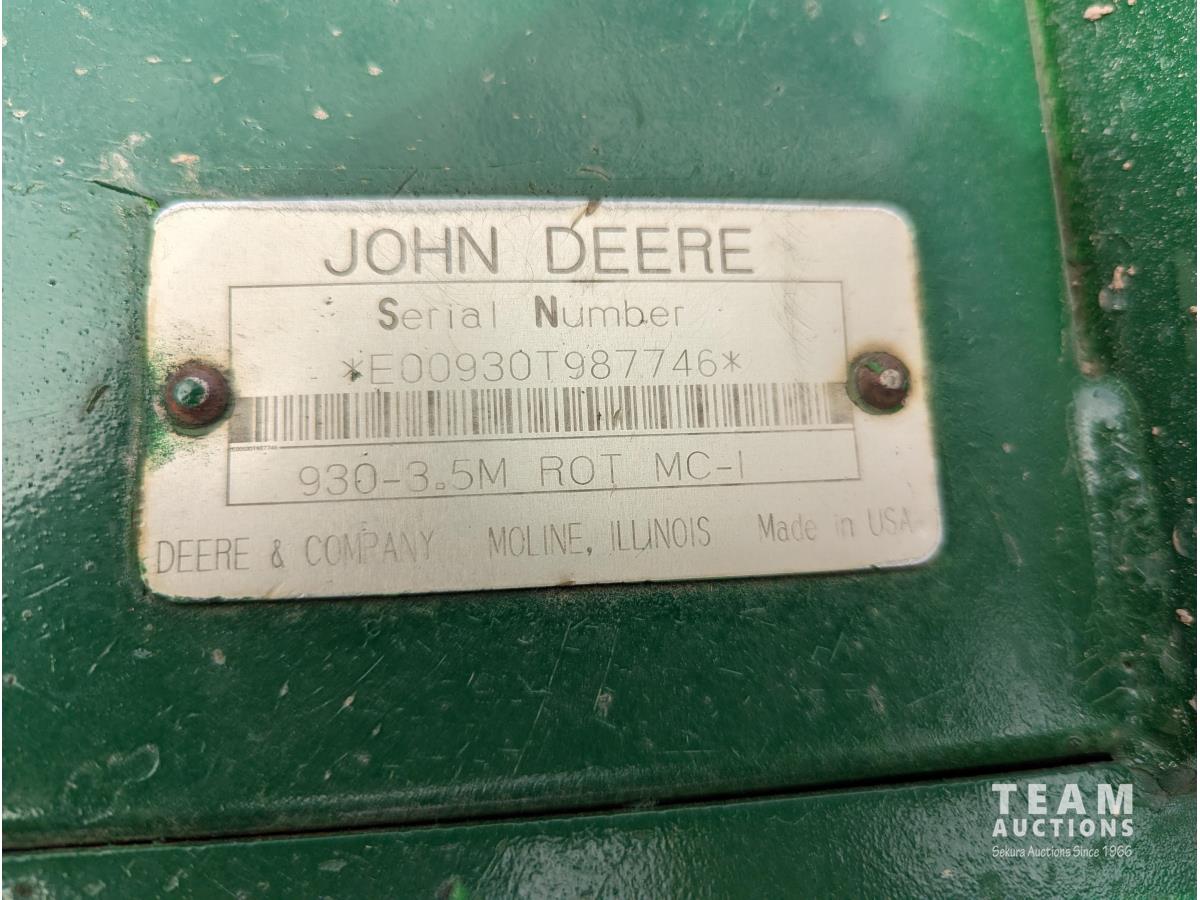 JOHN DEERE
Serial Number
*E00930T987746*
E00930T987746
930-3.5M ROT MC-I
DEERE & COMPANY MOLINE, ILLINOIS Made in USA
TEAM
AUCTIONS
Sekura Auctions Since 1966